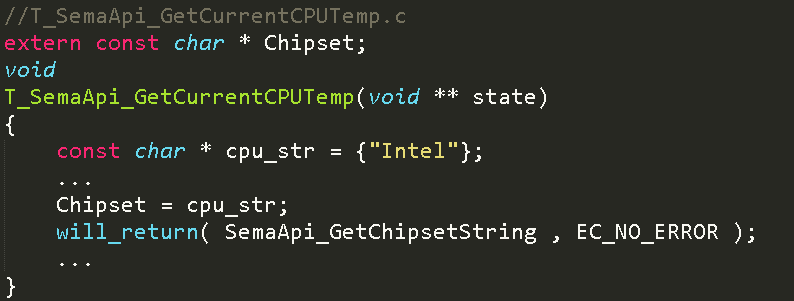 //T_SemaApi_GetCurrentCPUTemp.c
extern const char * Chipset;
void
T_SemaApi_GetCurrentCPUTemp(void ** state)
{
    const char * cpu_str = {"Intel"};
    ...
    Chipset = cpu_str;
    will_return( SemaApi_GetChipsetString , EC_NO_ERROR );
    ...
}